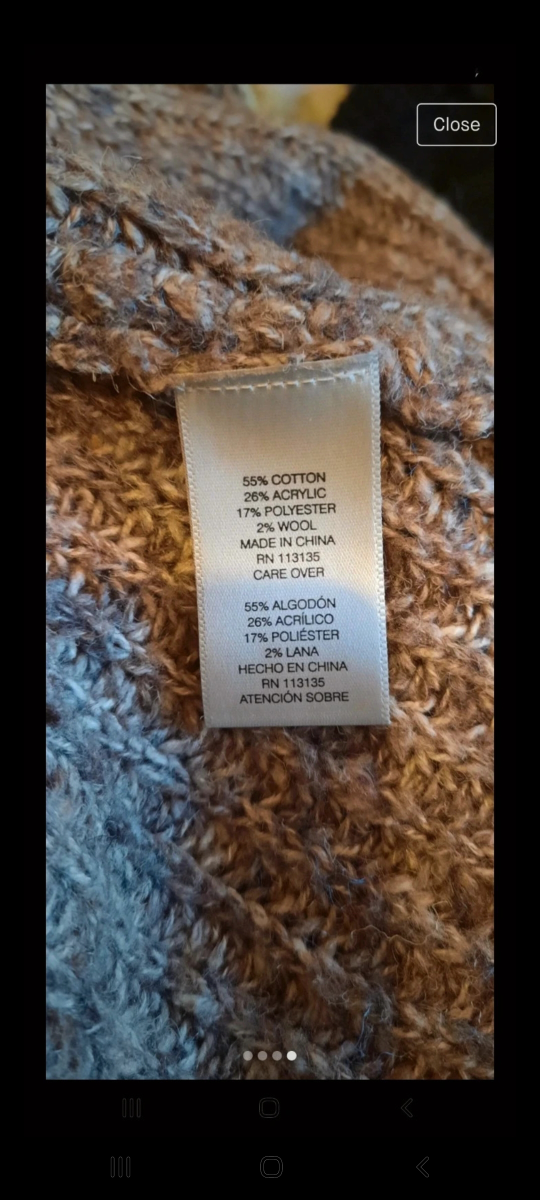 Close
55% COTTON
26% ACRYLIC
17% POLYESTER
2% WOOL
MADE IN CHINA
RN 113135
CARE OVER
55% ALGODÓN
26% ACRÍLICO
17% POLIÉSTER
2% LANA
HECHO EN CHINA
RN 113135
ATENCIÓN SOBRE